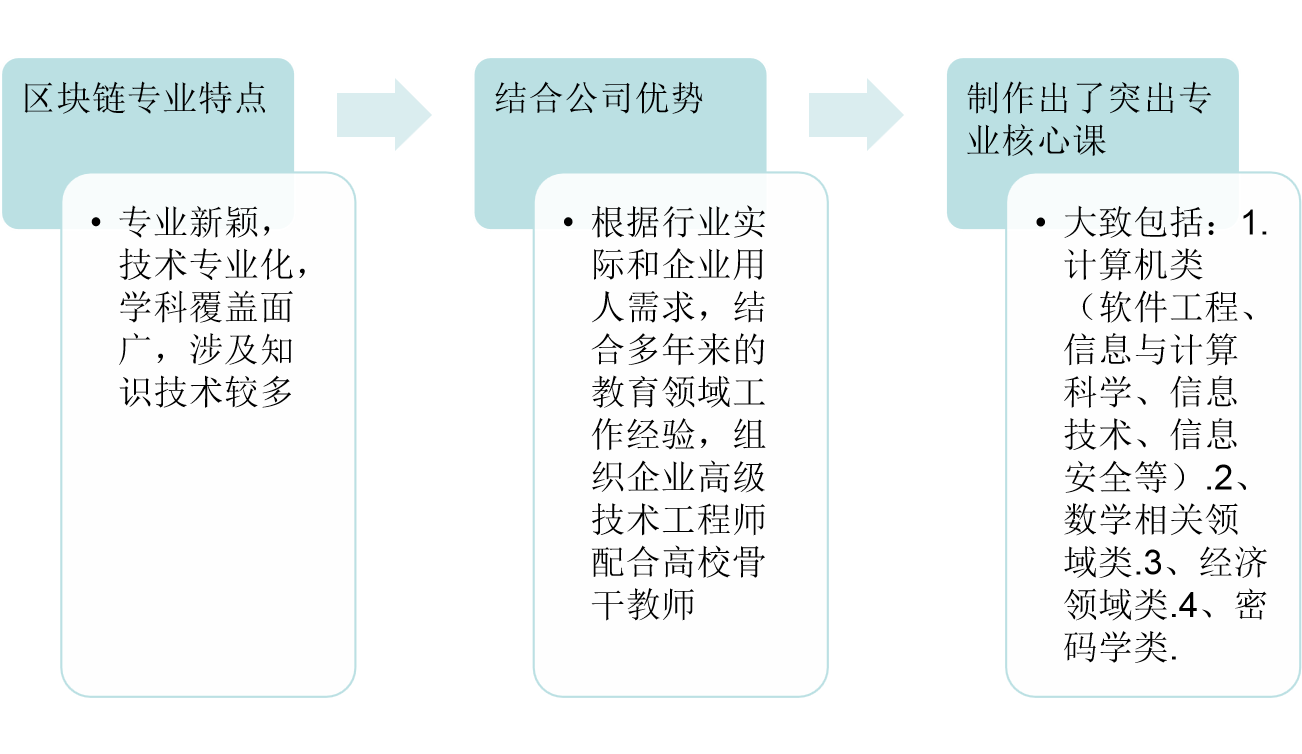 区块链专业特点
• 专业新颖，
技术专业化，
学科覆盖面
广，涉及知
识技术较多
结合公司优势
• 根据行业实
际和企业用
人需求，结
合多年来的
教育领域工
作经验，组
织企业高级
技术工程师
配合高校骨
干教师
制作出了突出专
业核心课
• 大致包括：1.
计算机类
（软件工程、
信息与计算
科学、信息
技术、信息
安全等）.2、
数学相关领
域类.3、经济
领域类.4、密
码学类.